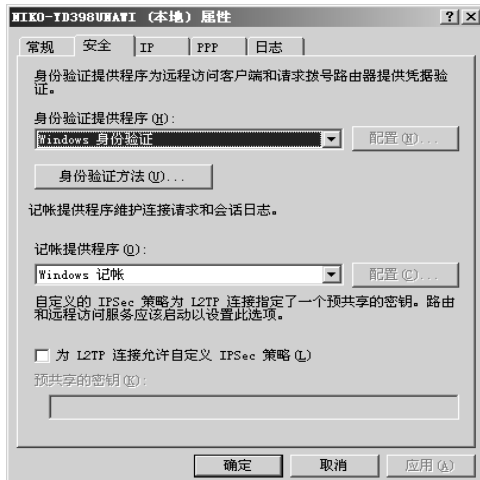 NIKO-YD398UNAWI (本地) 属性
常规 安全 IP PPP 日志
身份验证提供程序为远程访问客户端和请求拨号路由器提供凭据验
证。
身份验证提供程序(H):
Windows 身份验证
配置(N)...
身份验证方法(U)...
记帐提供程序维护连接请求和会话日志。
记帐提供程序(O):
Windows 记帐
配置(C)...
自定义的 IPSec 策略为 L2TP 连接指定了一个预共享的密钥。路由
和远程访问服务应该启动以设置此选项。
为 L2TP 连接允许自定义 IPSec 策略(L)
预共享的密钥(K):
确定 取消 应用(A)